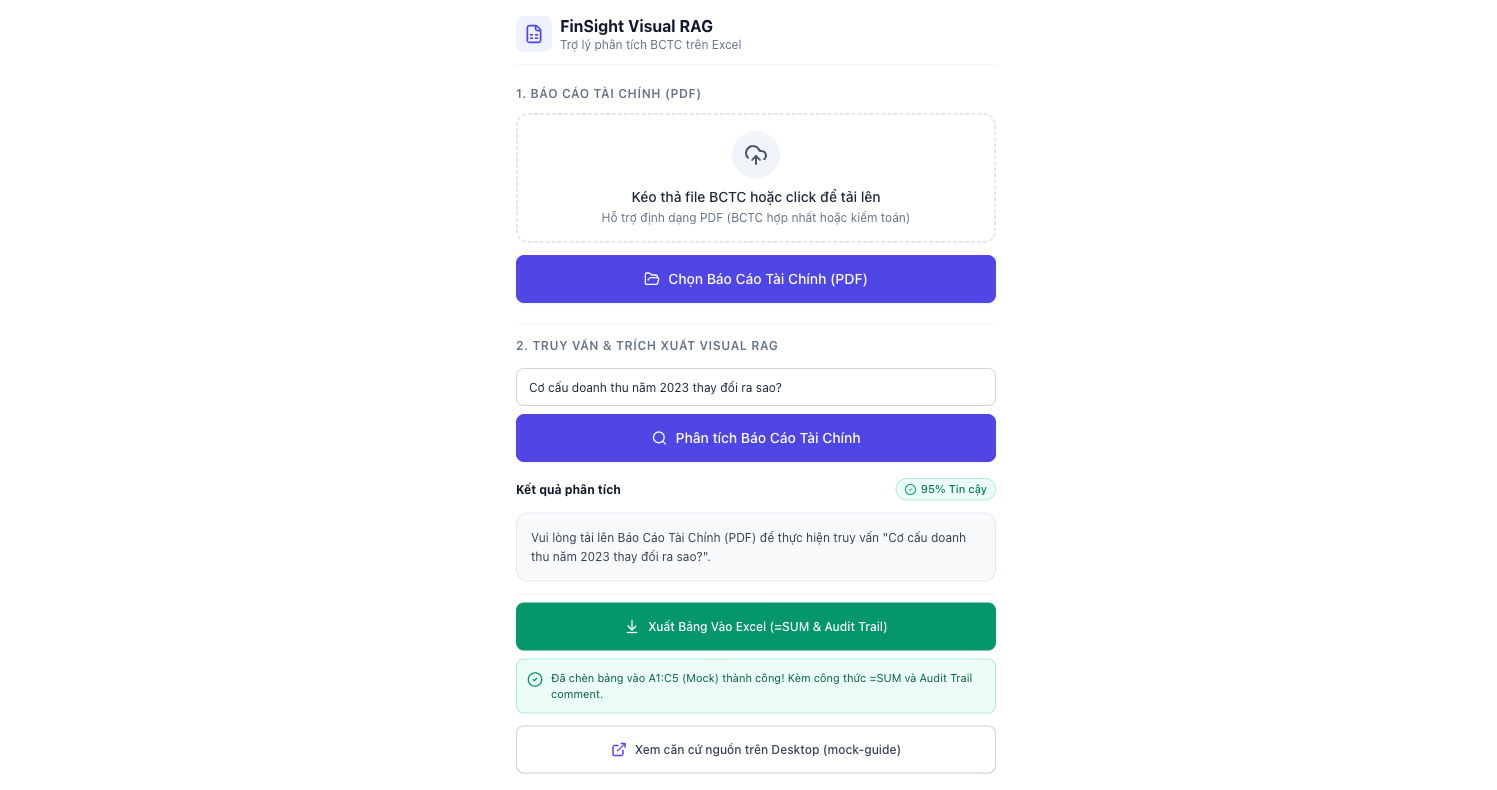 FinSight Visual RAG
Trợ lý phân tích BCTC trên Excel
1. BÁO CÁO TÀI CHÍNH (PDF)
Kéo thả file BCTC hoặc click để tải lên
Hỗ trợ định dạng PDF (BCTC hợp nhất hoặc kiểm toán)
Chọn Báo Cáo Tài Chính (PDF)
2. TRUY VẤN & TRÍCH XUẤT VISUAL RAG
Cơ cấu doanh thu năm 2023 thay đổi ra sao?
Phân tích Báo Cáo Tài Chính
Kết quả phân tích
95% Tin cậy
Vui lòng tải lên Báo Cáo Tài Chính (PDF) để thực hiện truy vấn "Cơ cấu doanh
thu năm 2023 thay đổi ra sao?".
Xuất Bảng Vào Excel (=SUM & Audit Trail)
Đã chèn bảng vào A1:C5 (Mock) thành công! Kèm công thức =SUM và Audit Trail
comment.
Xem căn cứ nguồn trên Desktop (mock-guide)